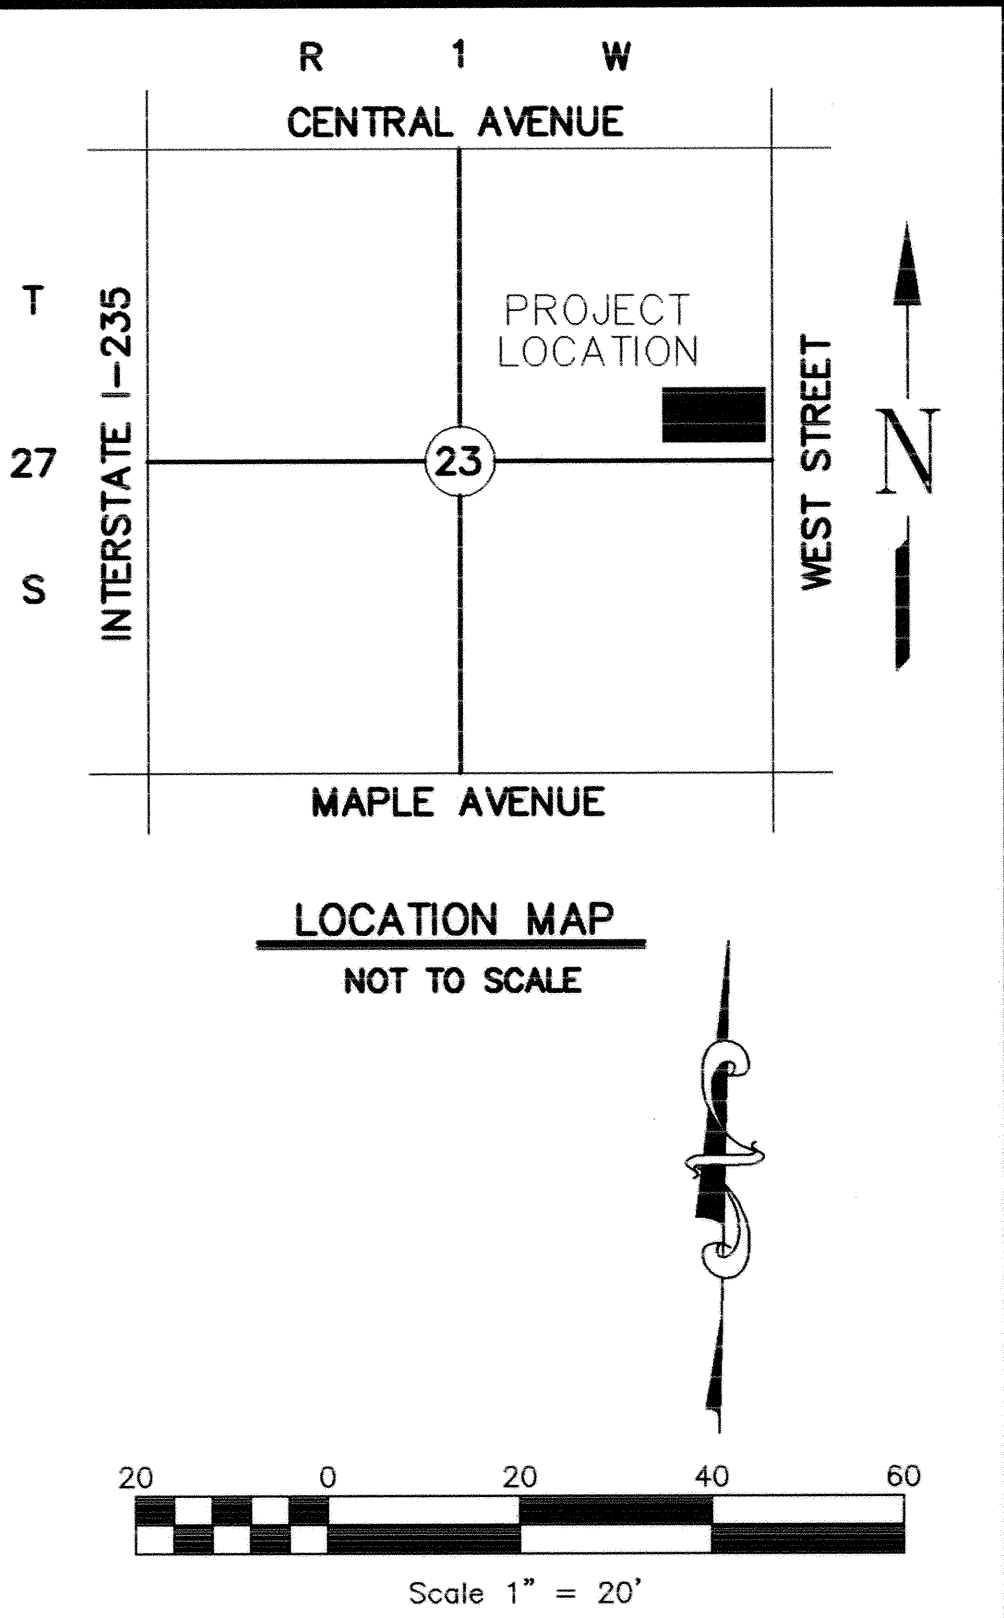 R 1 W
CENTRAL AVENUE
T
27
S
INTERSTATE I-235
PROJECT
LOCATION
23
WEST STREET
N
MAPLE AVENUE
LOCATION MAP
NOT TO SCALE
20 0 20 40 60
Scale 1" = 20'